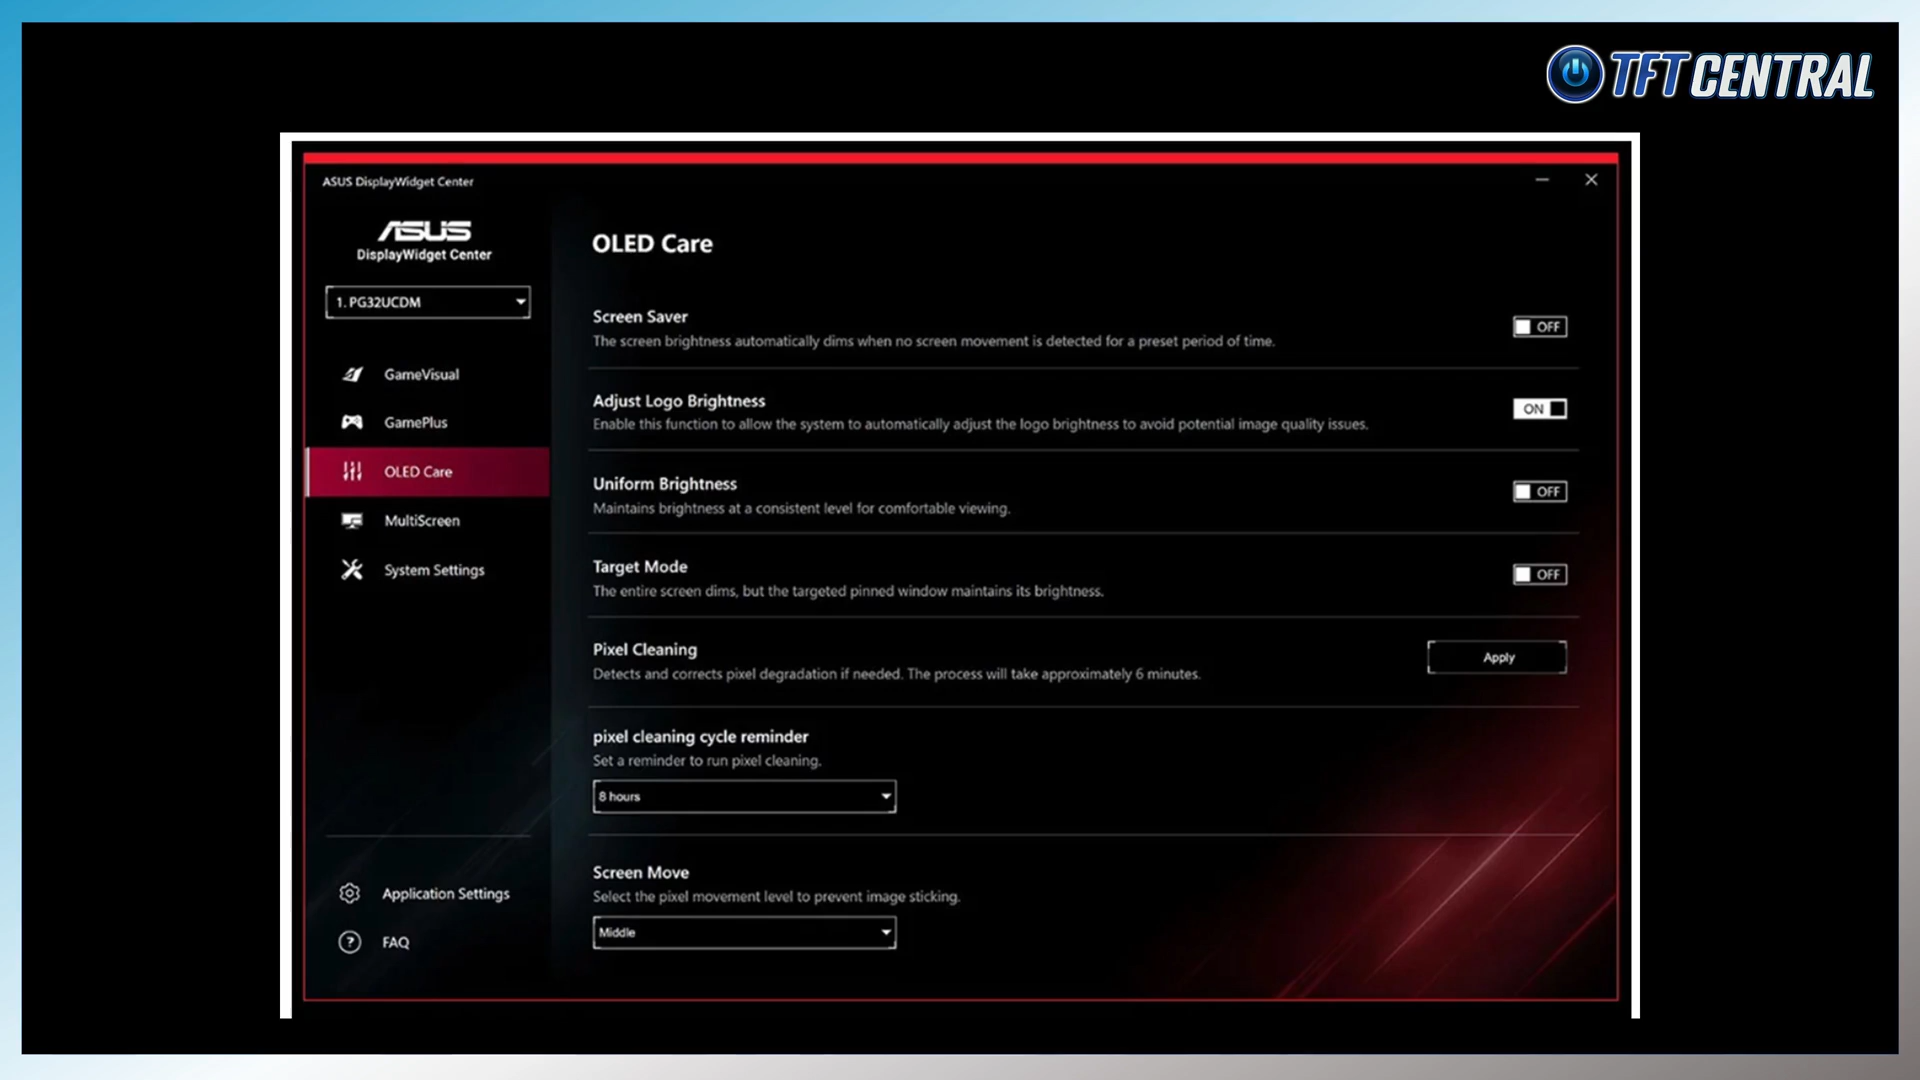 TFTCENTRAL
ASUS DisplayWidget Center
ASUS
DisplayWidget Center
1. PG32UCDM
GameVisual
GamePlus
OLED Care
MultiScreen
System Settings
Application Settings
FAQ
OLED Care
Screen Saver
The screen brightness automatically dims when no screen movement is detected for a preset period of time.
OFF
Adjust Logo Brightness
Enable this function to allow the system to automatically adjust the logo brightness to avoid potential image quality issues.
ON
Uniform Brightness
Maintains brightness at a consistent level for comfortable viewing.
OFF
Target Mode
The entire screen dims, but the targeted pinned window maintains its brightness.
OFF
Pixel Cleaning
Detects and corrects pixel degradation if needed. The process will take approximately 6 minutes.
Apply
pixel cleaning cycle reminder
Set a reminder to run pixel cleaning.
8 hours
Screen Move
Select the pixel movement level to prevent image sticking.
Middle